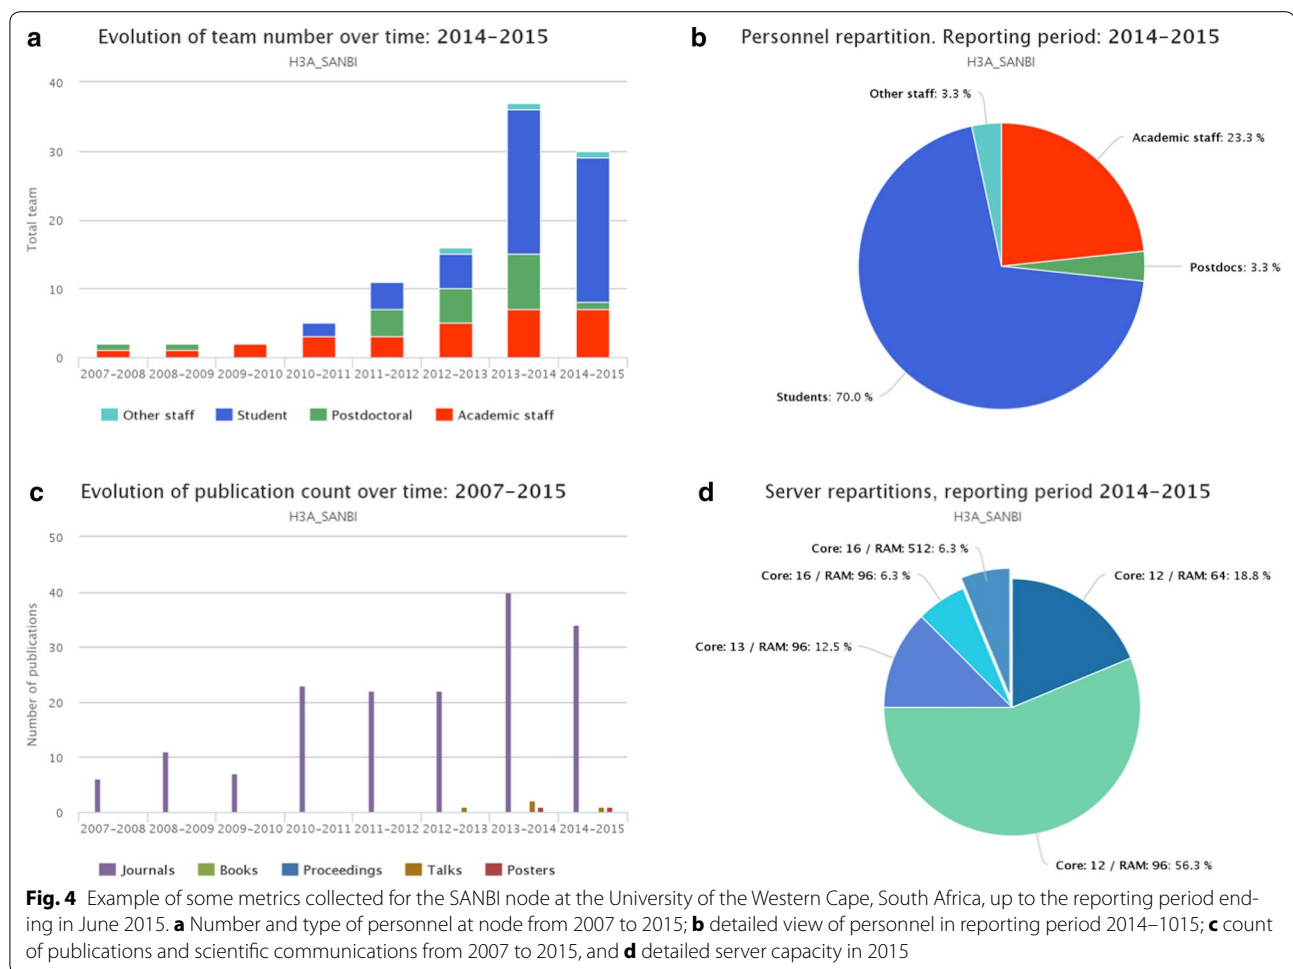 a
Evolution of team number over time: 2014–2015
H3A_SANBI
40
30
20
10
0
Total team
2007–2008 2008–2009 2009–2010 2010–2011 2011–2012 2012–2013 2013–2014 2014–2015
Other staff Student Postdoctoral Academic staff
b
Personnel repartition. Reporting period: 2014–2015
H3A_SANBI
Other staff: 3.3 %
Academic staff: 23.3 %
Postdocs: 3.3 %
Students: 70.0 %
c
Evolution of publication count over time: 2007–2015
H3A_SANBI
50
40
30
20
10
0
Number of publications
2007–2008 2008–2009 2009–2010 2010–2011 2011–2012 2012–2013 2013–2014 2014–2015
Journals Books Proceedings Talks Posters
d
Server repartitions, reporting period 2014–2015
H3A_SANBI
Core: 16 / RAM: 512: 6.3 %
Core: 16 / RAM: 96: 6.3 %
Core: 12 / RAM: 64: 18.8 %
Core: 13 / RAM: 96: 12.5 %
Core: 12 / RAM: 96: 56.3 %
Fig. 4 Example of some metrics collected for the SANBI node at the University of the Western Cape, South Africa, up to the reporting period end-
ing in June 2015. a Number and type of personnel at node from 2007 to 2015; b detailed view of personnel in reporting period 2014–1015; c count
of publications and scientific communications from 2007 to 2015, and d detailed server capacity in 2015